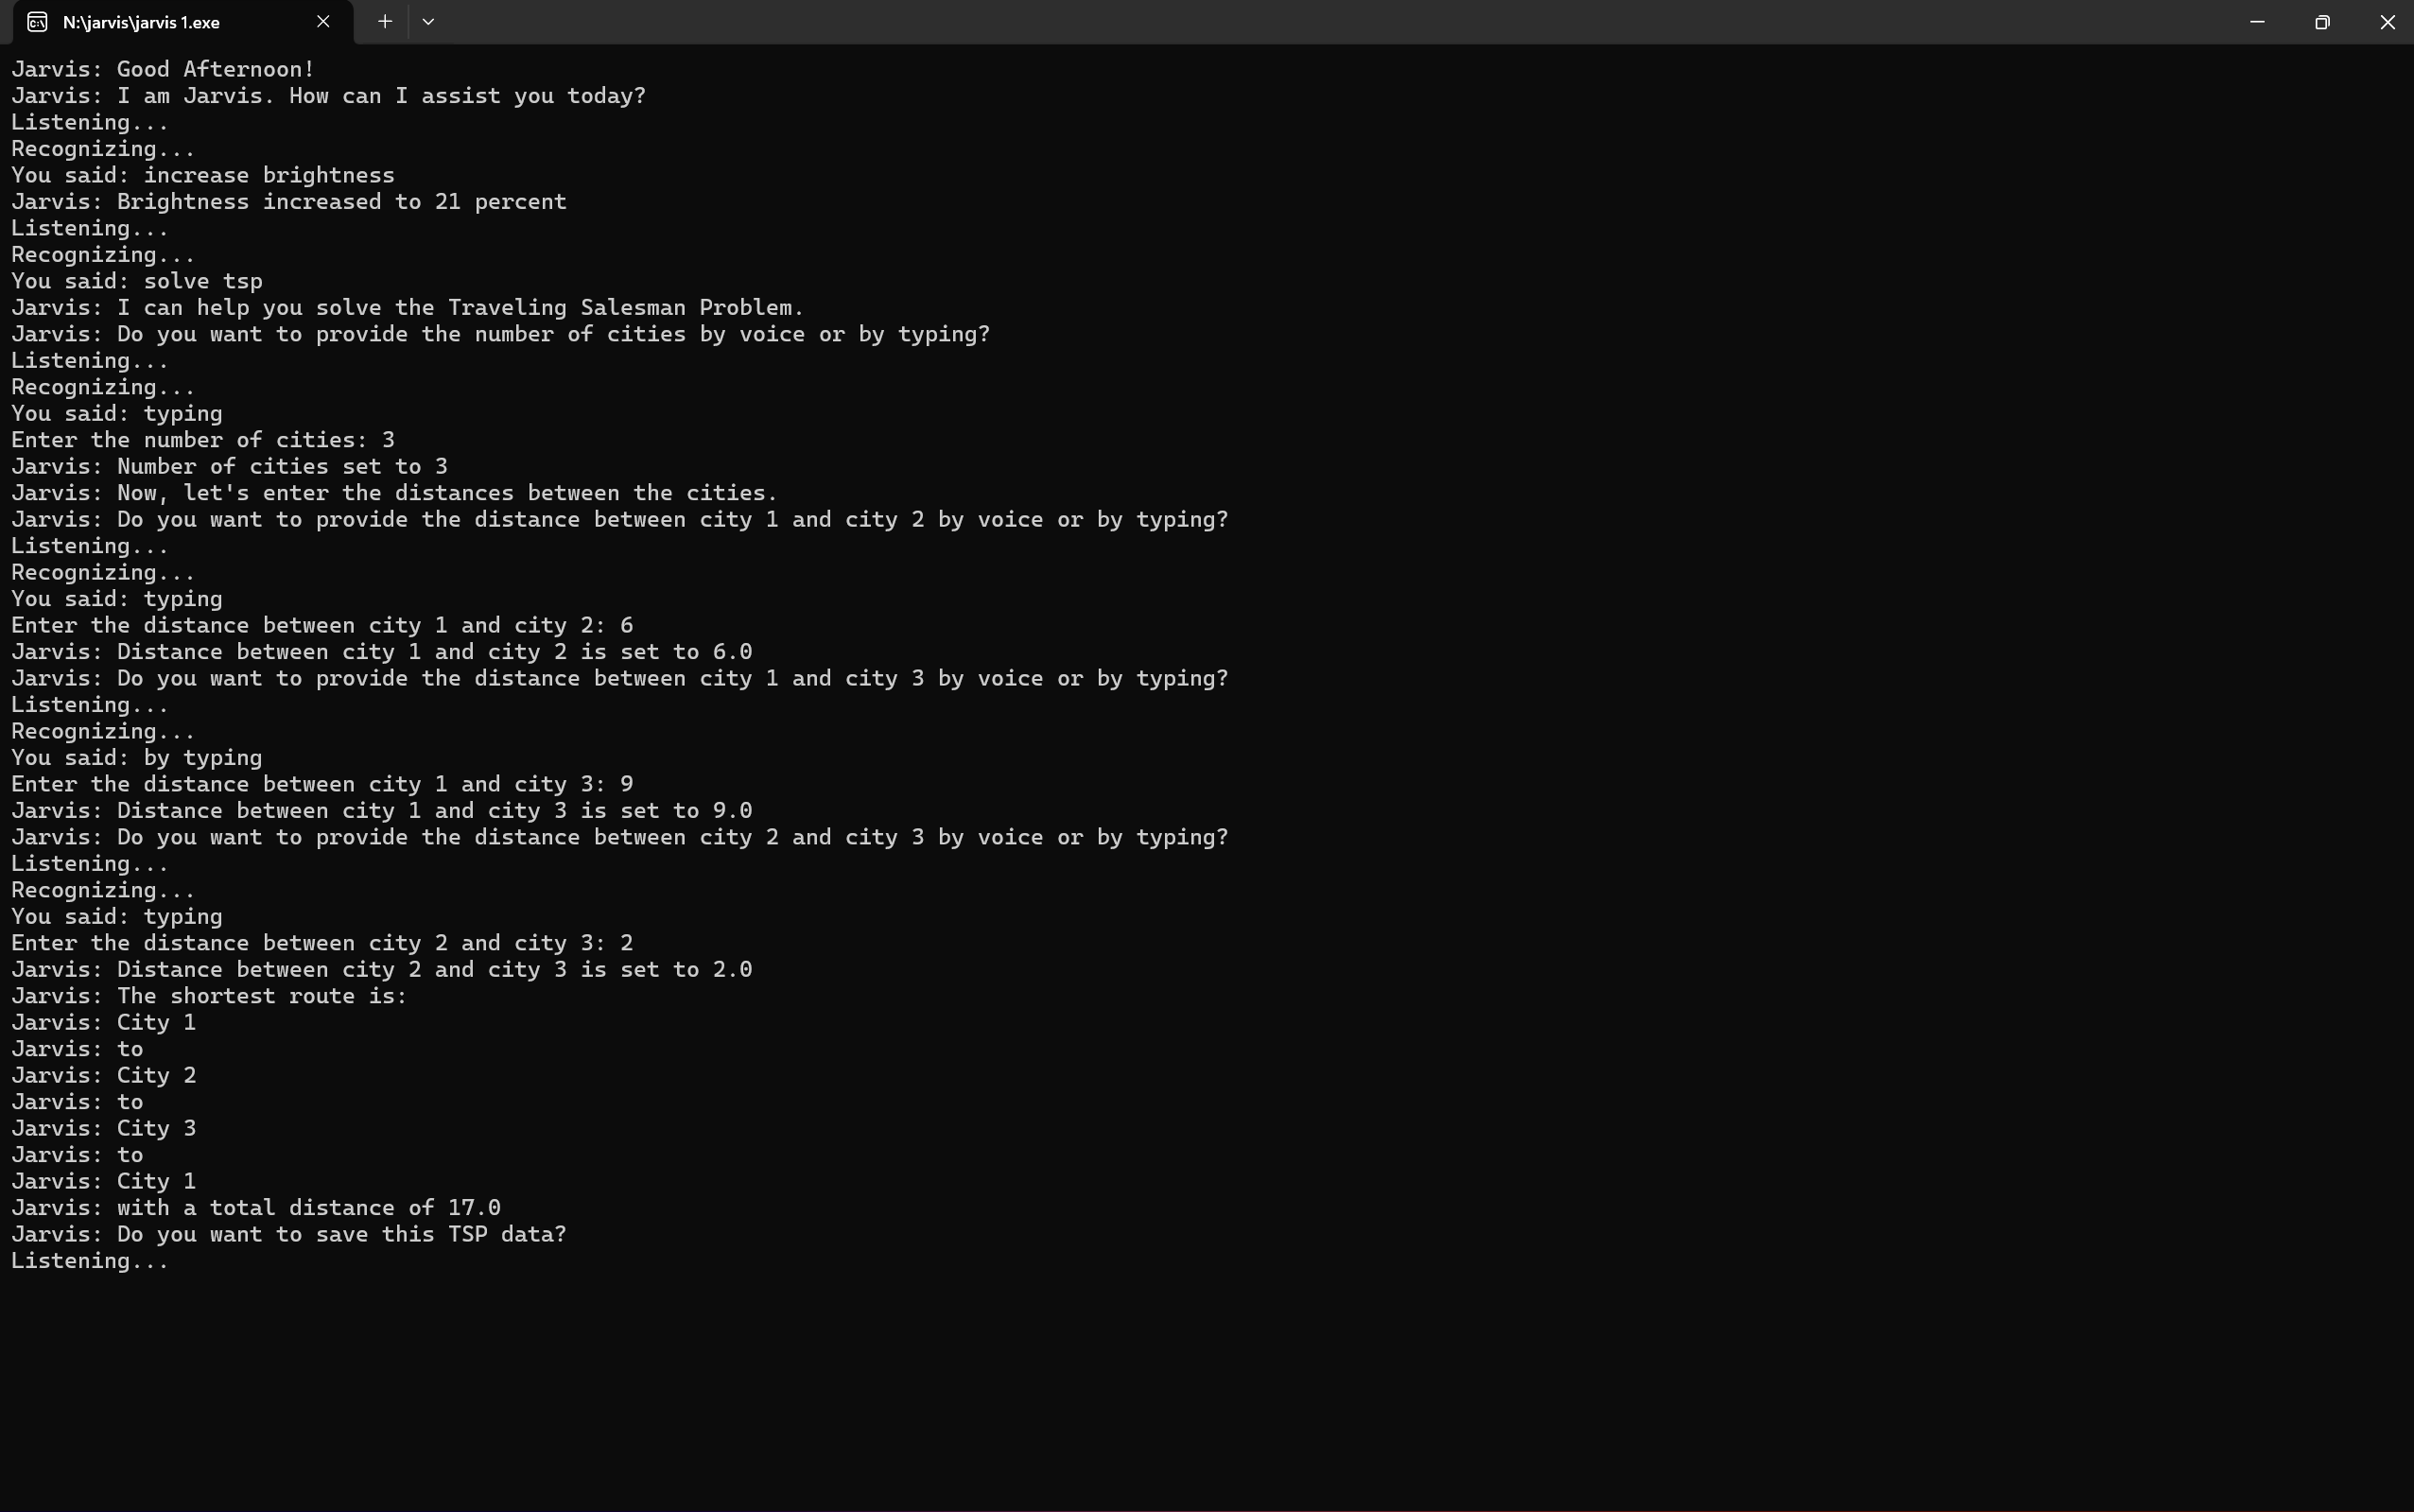 N:\jarvis\jarvis 1.exe
Jarvis: Good Afternoon!
Jarvis: I am Jarvis. How can I assist you today?
Listening...
Recognizing...
You said: increase brightness
Jarvis: Brightness increased to 21 percent
Listening...
Recognizing...
You said: solve tsp
Jarvis: I can help you solve the Traveling Salesman Problem.
Jarvis: Do you want to provide the number of cities by voice or by typing?
Listening...
Recognizing...
You said: typing
Enter the number of cities: 3
Jarvis: Number of cities set to 3
Jarvis: Now, let's enter the distances between the cities.
Jarvis: Do you want to provide the distance between city 1 and city 2 by voice or by typing?
Listening...
Recognizing...
You said: typing
Enter the distance between city 1 and city 2: 6
Jarvis: Distance between city 1 and city 2 is set to 6.0
Jarvis: Do you want to provide the distance between city 1 and city 3 by voice or by typing?
Listening...
Recognizing...
You said: by typing
Enter the distance between city 1 and city 3: 9
Jarvis: Distance between city 1 and city 3 is set to 9.0
Jarvis: Do you want to provide the distance between city 2 and city 3 by voice or by typing?
Listening...
Recognizing...
You said: typing
Enter the distance between city 2 and city 3: 2
Jarvis: Distance between city 2 and city 3 is set to 2.0
Jarvis: The shortest route is:
Jarvis: City 1
Jarvis: to
Jarvis: City 2
Jarvis: to
Jarvis: City 3
Jarvis: to
Jarvis: City 1
Jarvis: with a total distance of 17.0
Jarvis: Do you want to save this TSP data?
Listening...